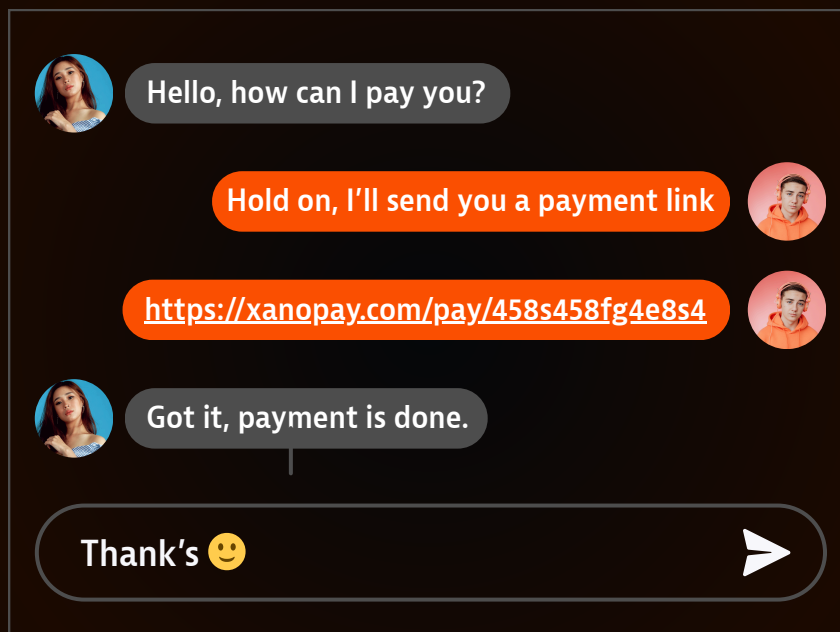 Hello, how can I pay you?
Hold on, I’ll send you a payment link
https://xanopay.com/pay/458s458fg4e8s4
Got it, payment is done.
Thank’s 🙂